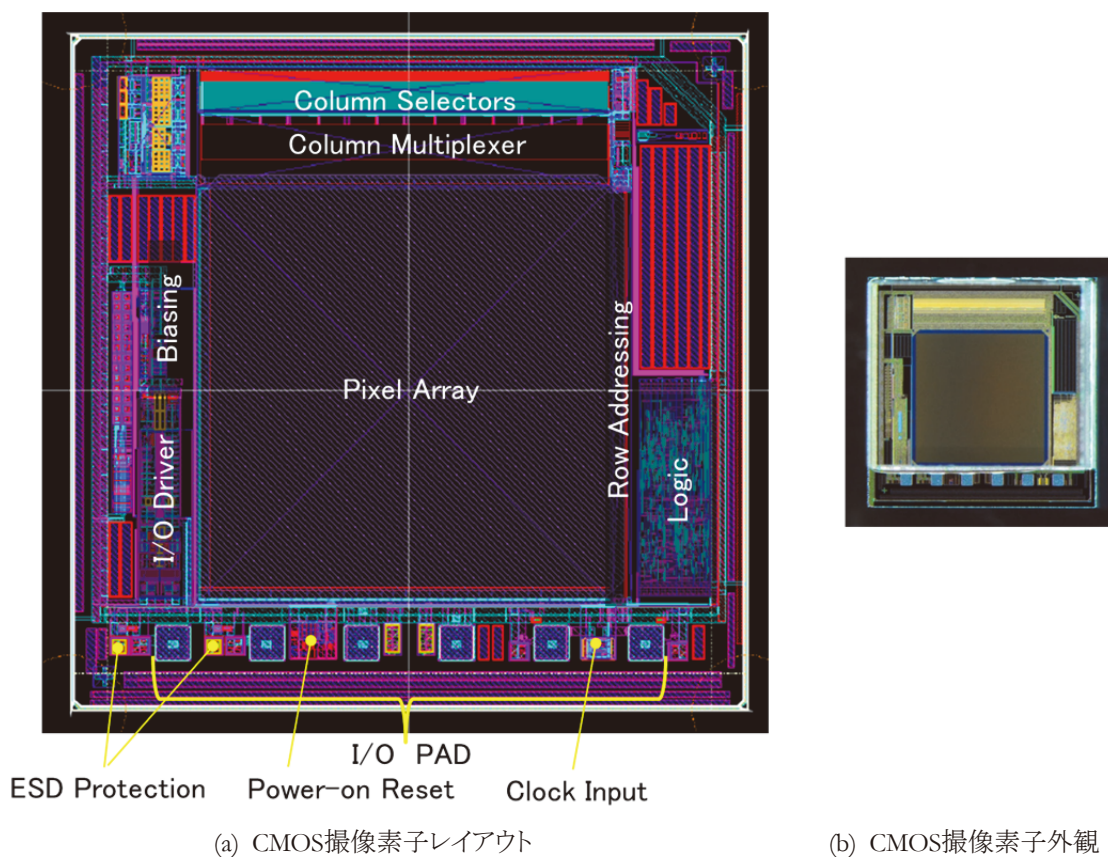 Column Selectors
Column Multiplexer
Biasing
Pixel Array
Row Addressing
I/O Driver
Logic
I/O PAD
ESD Protection
Power-on Reset
Clock Input
(a) CMOS撮像素子レイアウト
(b) CMOS撮像素子外観